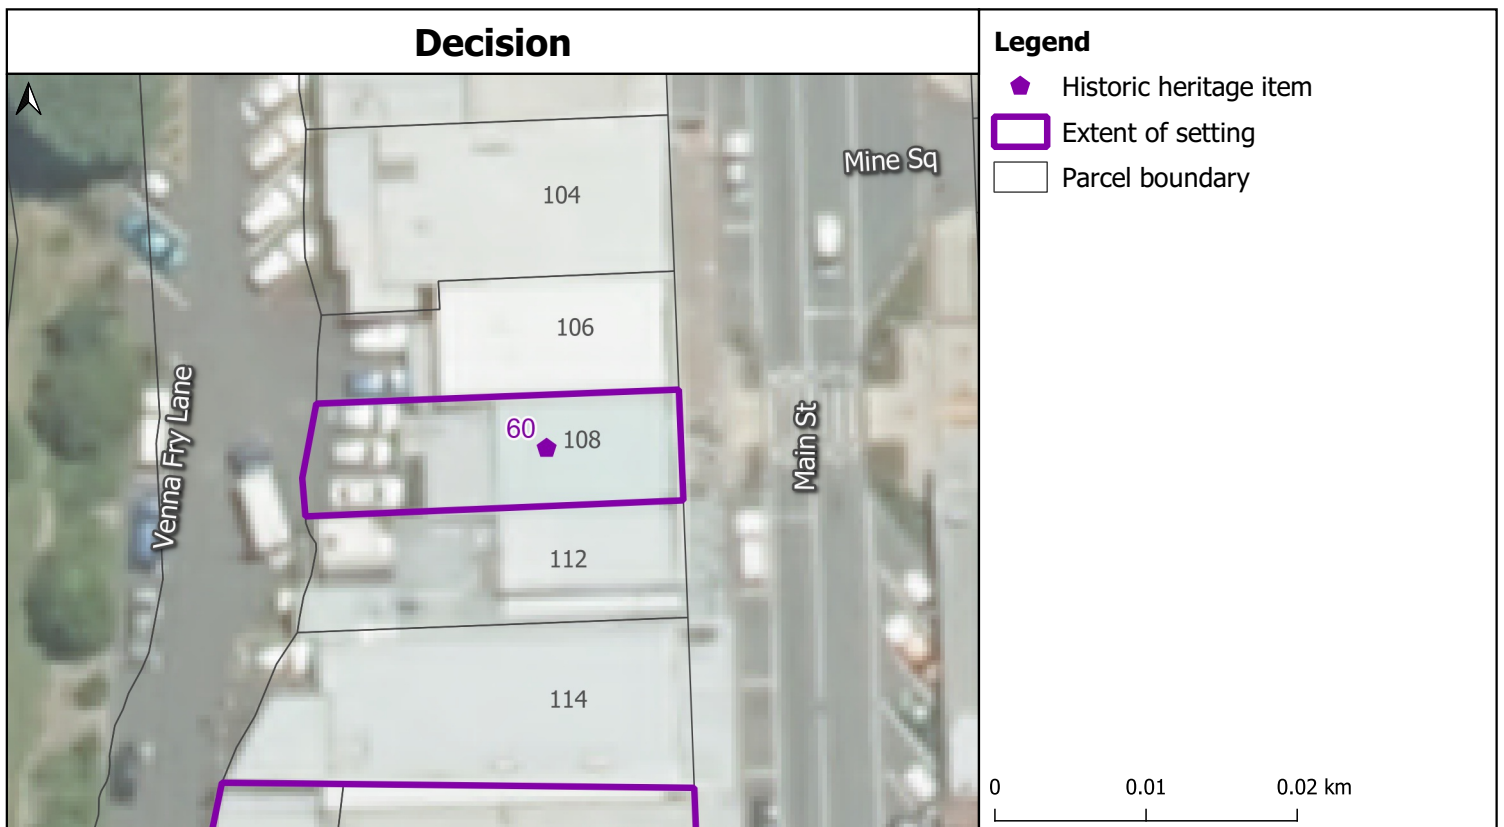 Decision
Legend
Historic heritage item
Extent of setting
Parcel boundary
Mine Sq
104
106
60
108
Venna Fry Lane
Main St
112
114
0 0.01 0.02 km